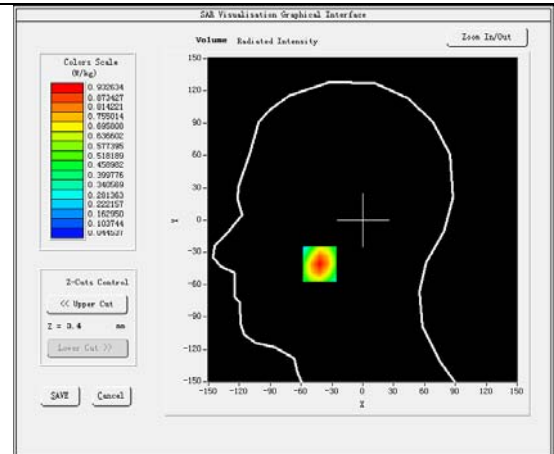 SAR Visualisation Graphical Interface
Volume Radiated Intensity
Zoom In/Out
Colors Scale
(W/kg)
0.932634
0.873427
0.814221
0.755014
0.695808
0.636602
0.577395
0.518189
0.458982
0.399776
0.340569
0.281363
0.222157
0.162950
0.103744
0.044537
150
120
90
60
30
0
-30
-60
-90
-120
-150
Y
-150 -120 -90 -60 -30 0 30 60 90 120 150
X
Z-Cuts Control
<< Upper Cut
Z = 3.4 mm
Lower Cut >>
SAVE Cancel